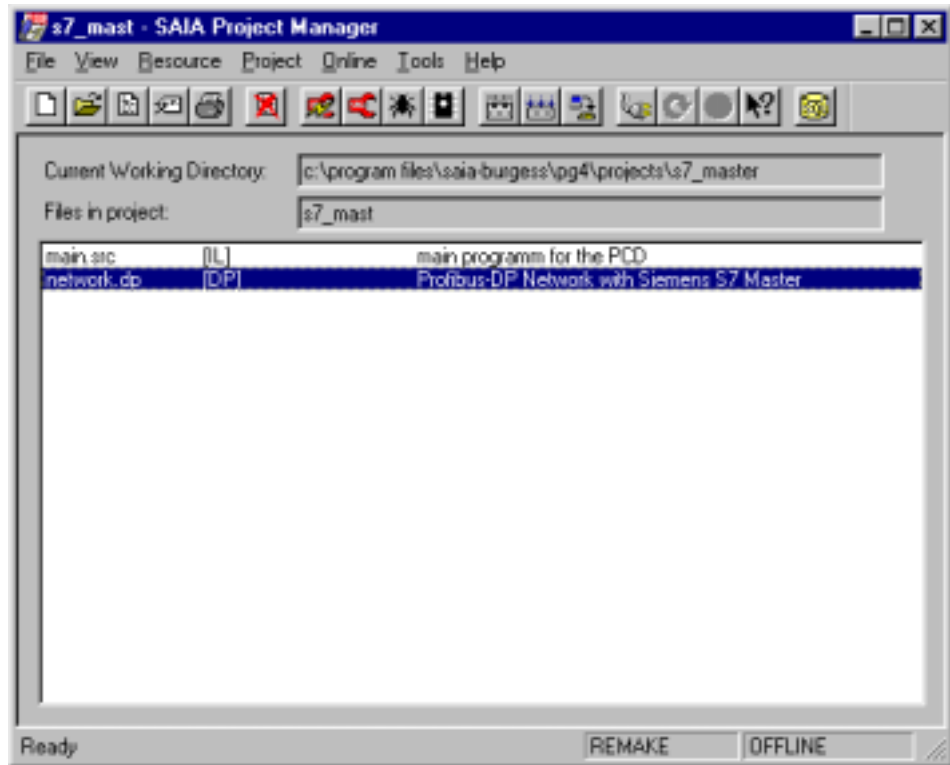 s7_mast - SAIA Project Manager
File View Resource Project Online Tools Help
Current Working Directory: c:\program files\saia-burgess\pg4\projects\s7_master
Files in project: s7_mast
main.src [IL] main programm for the PCD
network.dp [DP] Profibus-DP Network with Siemens S7 Master
Ready REMAKE OFFLINE